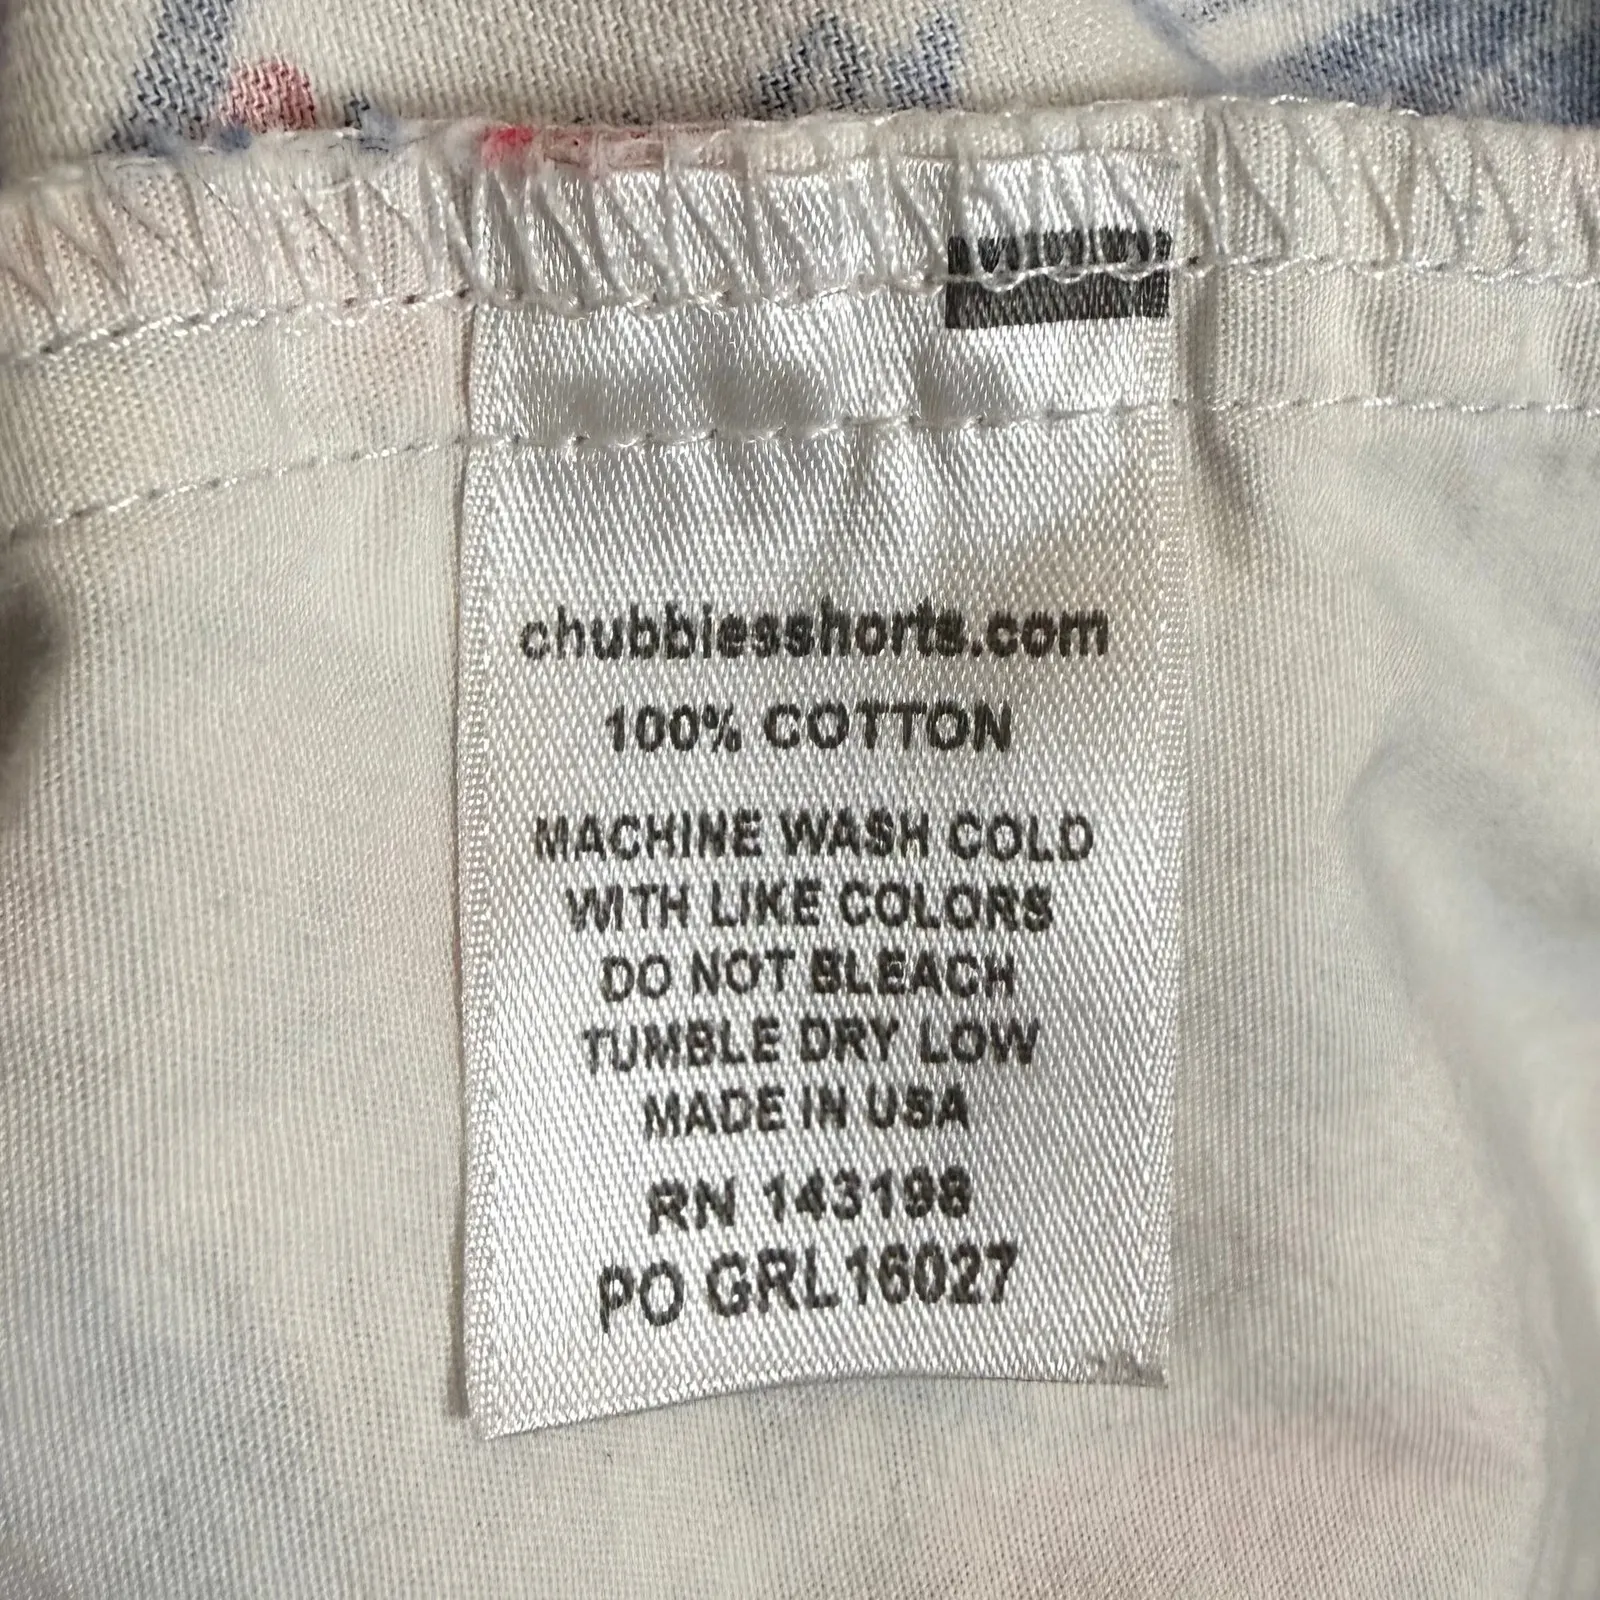 chubbiesshorts.com
100% COTTON
MACHINE WASH COLD
WITH LIKE COLORS
DO NOT BLEACH
TUMBLE DRY LOW
MADE IN USA
RN 143198
PO GRL16027